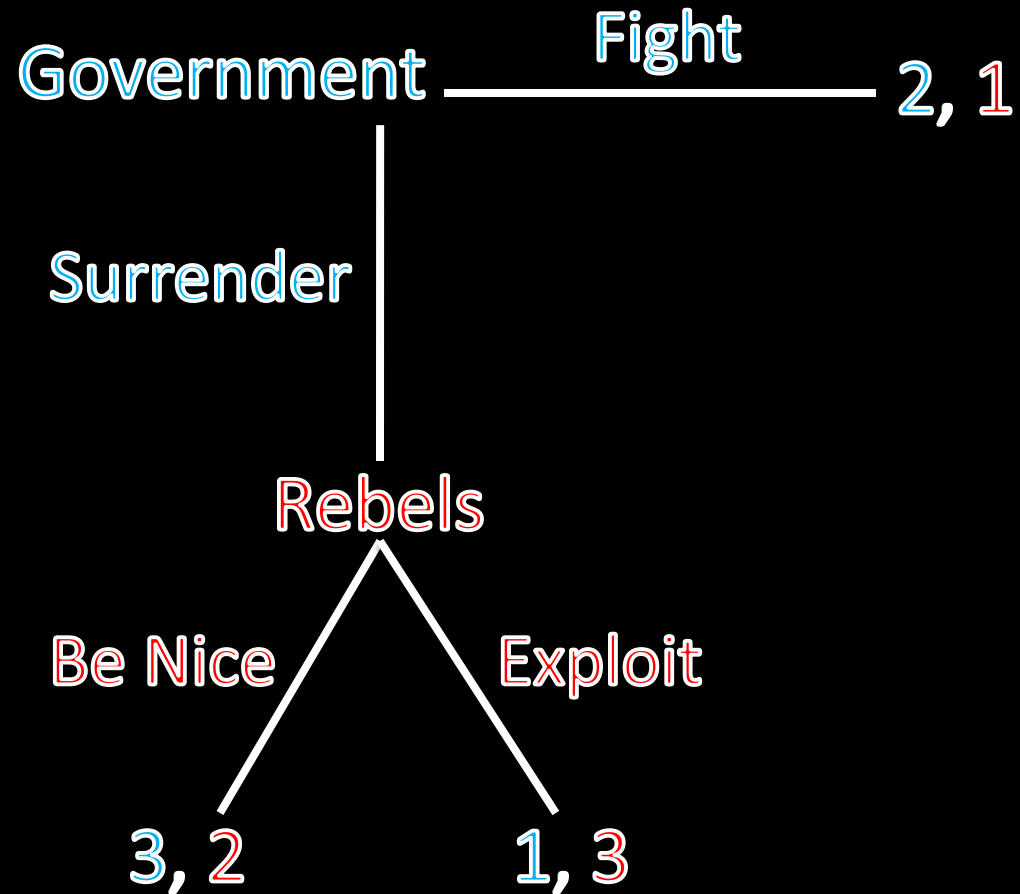 Fight
Government
2, 1
Surrender
Rebels
Be Nice
Exploit
3, 2
1, 3